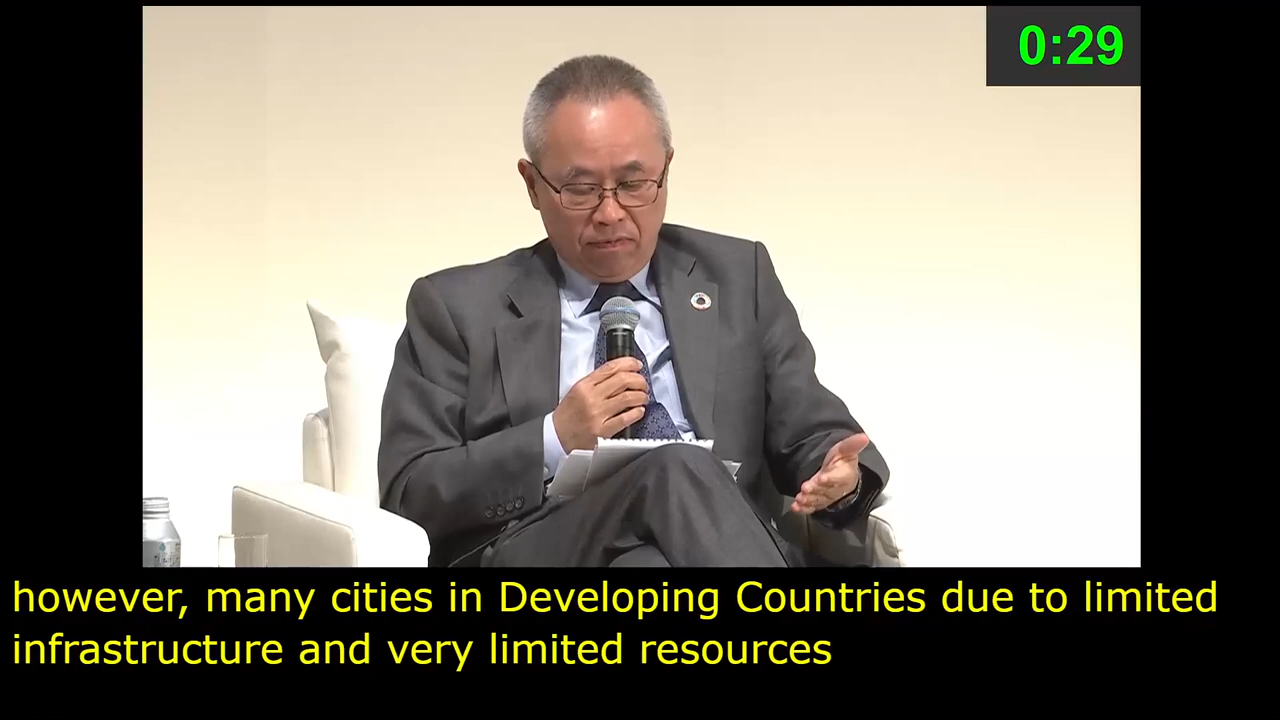 0:29
however, many cities in Developing Countries due to limited
infrastructure and very limited resources